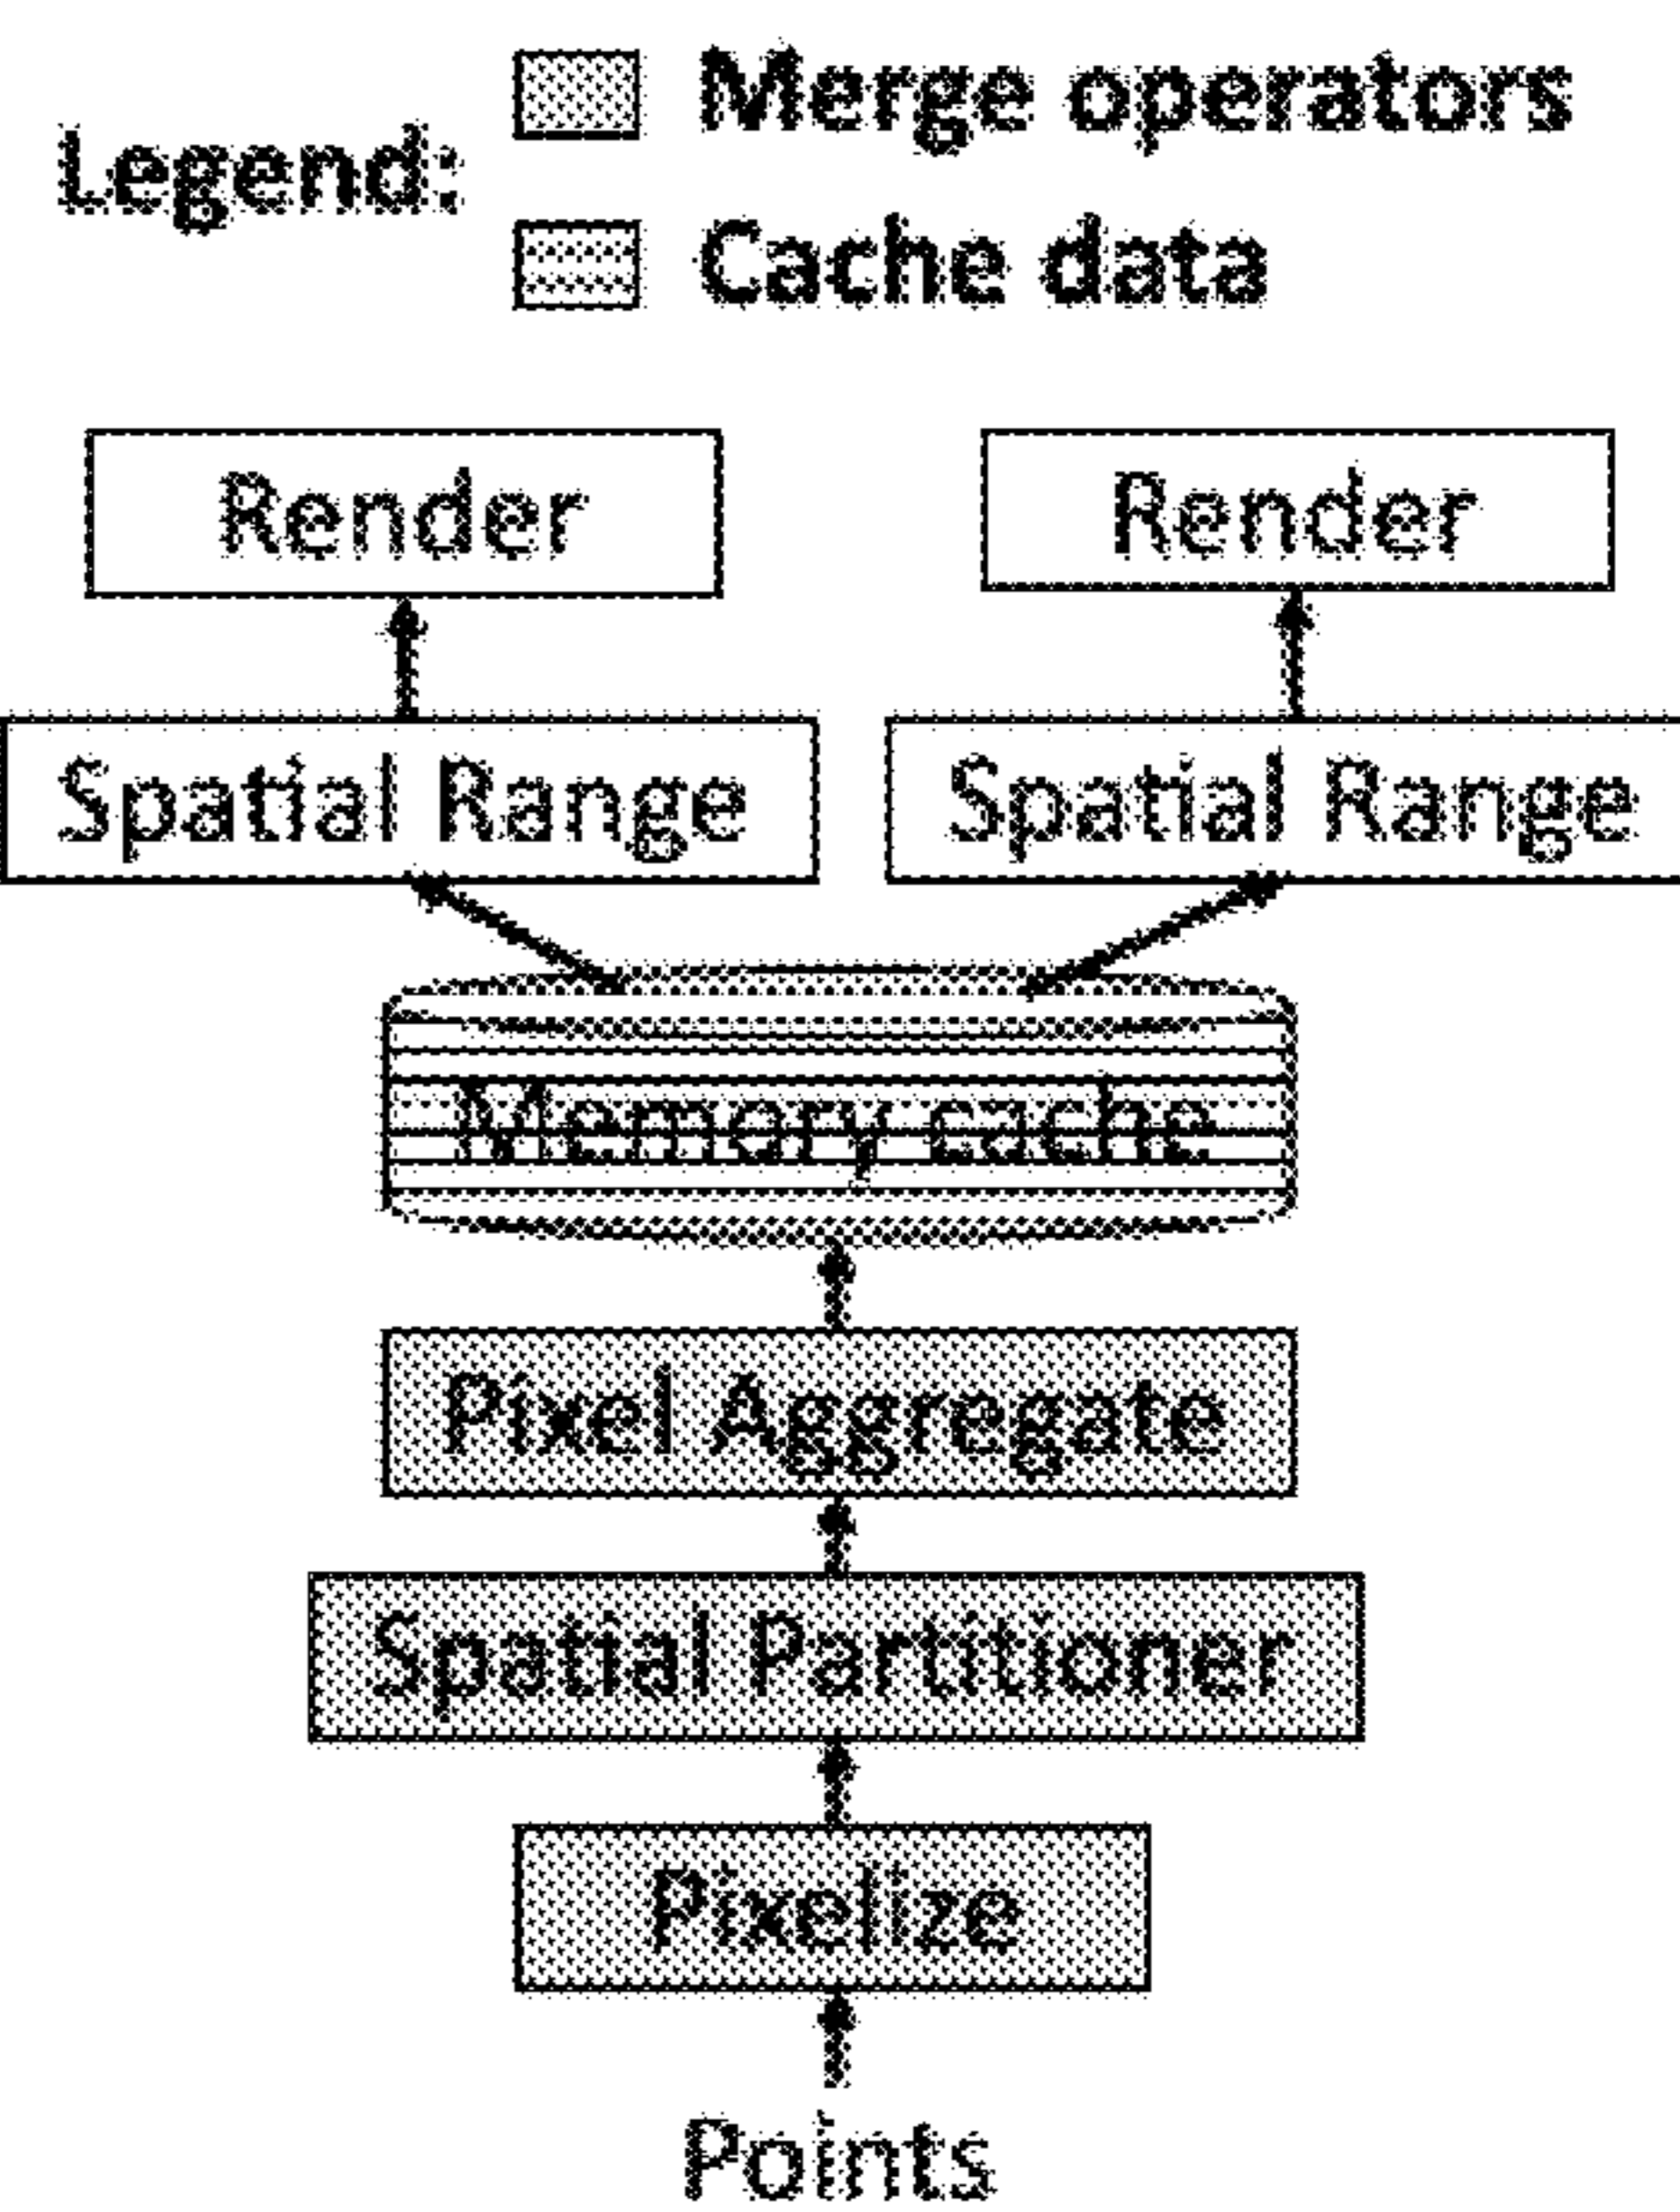 Legend:
Merge operators
Cache data
Render
Render
Spatial Range
Spatial Range
Memory cache
Pixel Aggregate
Spatial Partitioner
Pixelize
Points